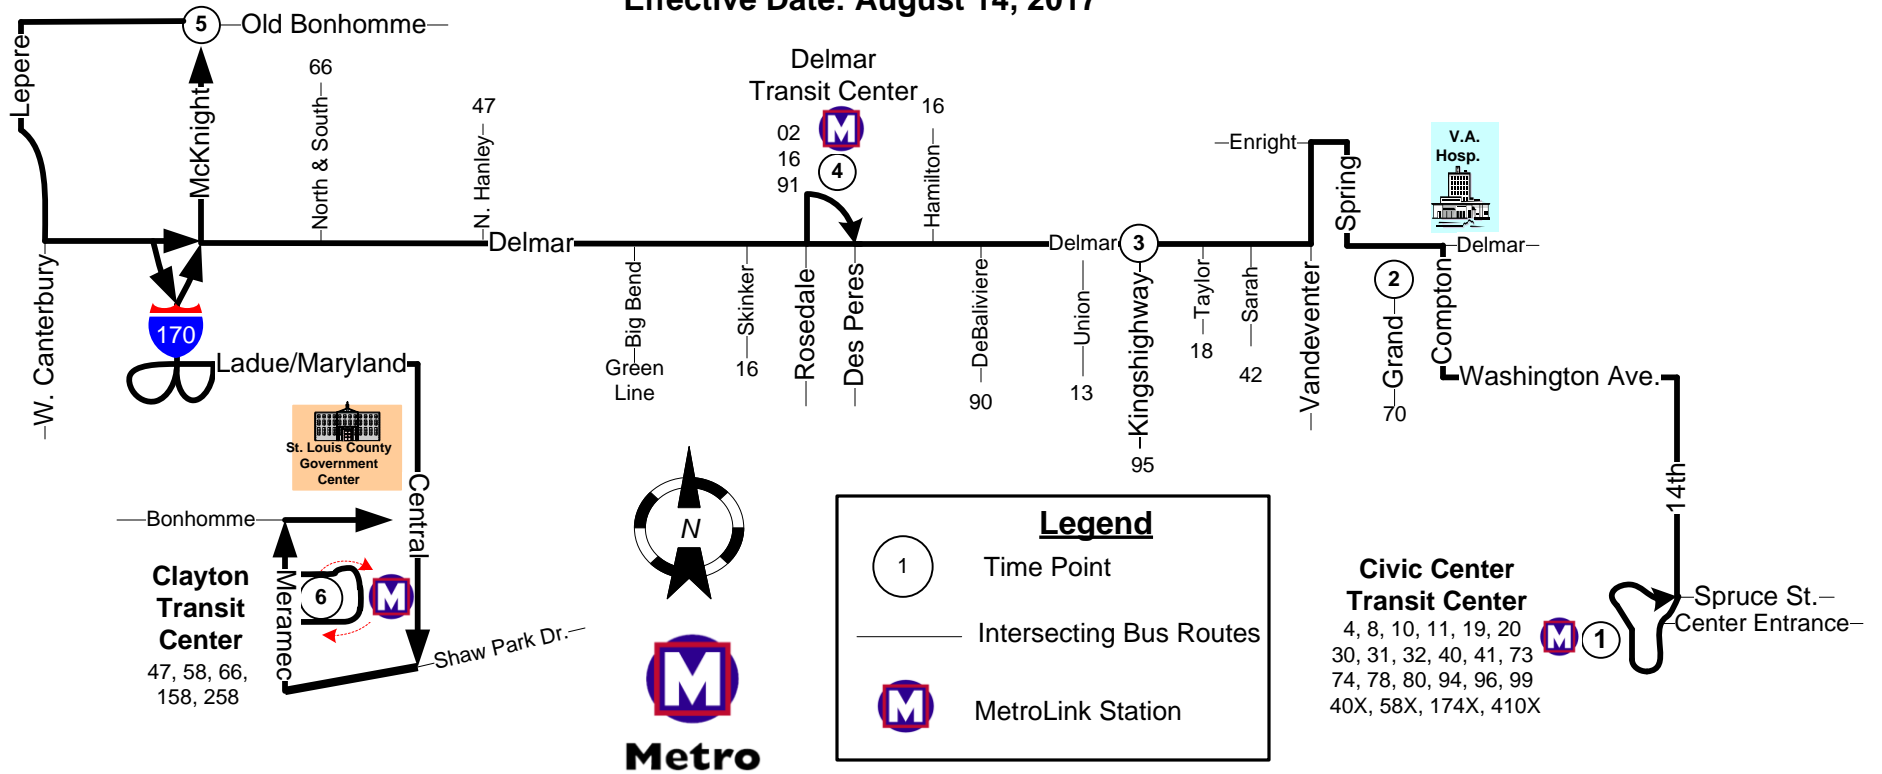 Effective Date: August 14, 2017
5
Old Bonhomme
Lepere
McKnight
66
North & South
47
N. Hanley
Delmar
Transit Center
02
16
91
4
16
Hamilton
Enright
Spring
V.A.
Hosp.
Delmar
Delmar
3
Delmar
2
W. Canterbury
170
Ladue/Maryland
Big Bend
Green
Line
Skinker
16
Rosedale
Des Peres
DeBaliviere
90
Union
13
Kingshighway
95
Taylor
18
Sarah
42
Vandeventer
Grand
70
Compton
Washington Ave.
14th
St. Louis County
Government
Center
Central
Bonhomme
Meramec
6
Clayton
Transit
Center
47, 58, 66,
158, 258
Shaw Park Dr.
N
Metro
Legend
1
Time Point
Intersecting Bus Routes
MetroLink Station
Civic Center
Transit Center
4, 8, 10, 11, 19, 20
30, 31, 32, 40, 41, 73
74, 78, 80, 94, 96, 99
40X, 58X, 174X, 410X
1
Spruce St.
Center Entrance